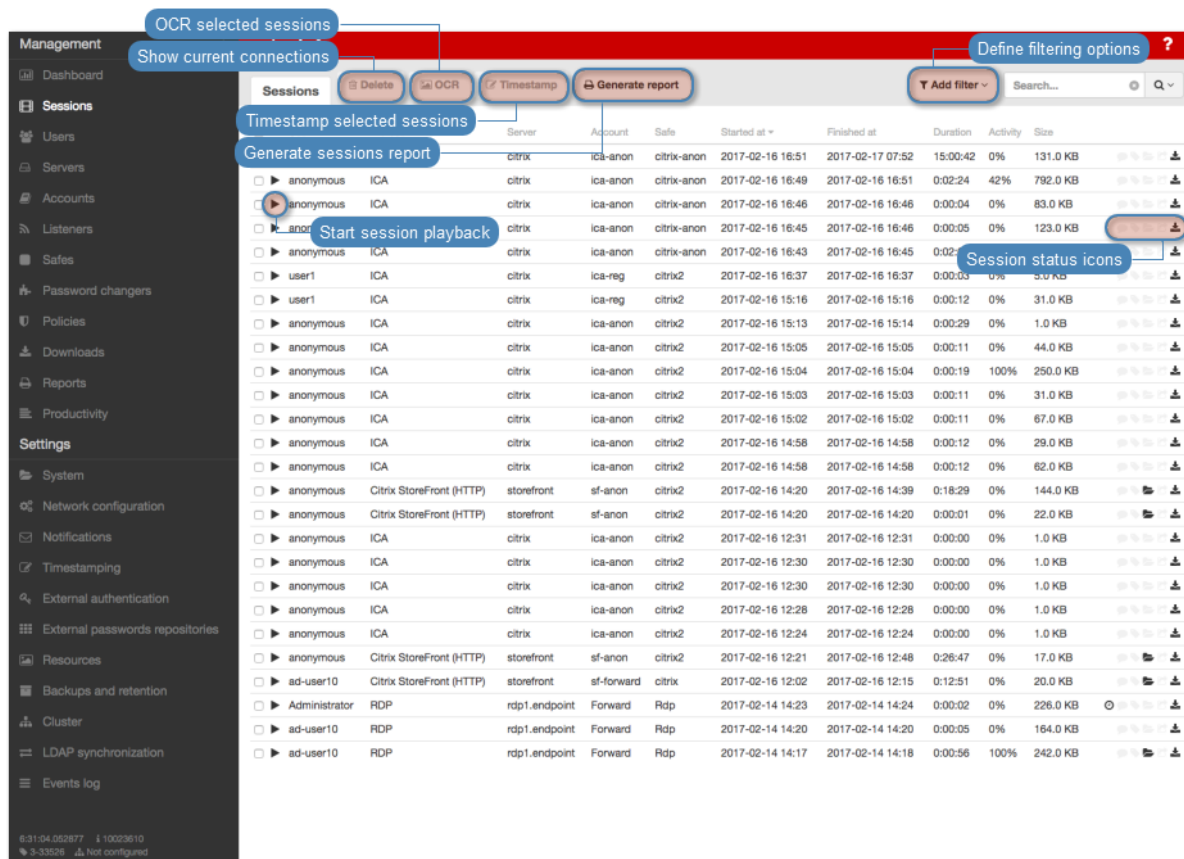 OCR selected sessions
Management
Show current connections
Define filtering options
?
Dashboard
Sessions
Delete
OCR
Timestamp
Generate report
Add filter
Search...
Sessions
Timestamp selected sessions
Users
Generate sessions report
Server Account Safe Started at Finished at Duration Activity Size
citrix ica-anon citrix-anon 2017-02-16 16:51 2017-02-17 07:52 15:00:42 0% 131.0 KB
Servers
anonymous ICA citrix ica-anon citrix-anon 2017-02-16 16:49 2017-02-16 16:51 0:02:24 42% 792.0 KB
Accounts
anonymous ICA citrix ica-anon citrix-anon 2017-02-16 16:46 2017-02-16 16:46 0:00:04 0% 83.0 KB
Listeners
Start session playback
citrix ica-anon citrix-anon 2017-02-16 16:45 2017-02-16 16:46 0:00:05 0% 123.0 KB
Safes
anonymous ICA citrix ica-anon citrix-anon 2017-02-16 16:43 2017-02-16 16:45
Session status icons
user1 ICA citrix ica-reg citrix2 2017-02-16 16:37 2017-02-16 16:37 0:00:03 0% 5.0 KB
Password changers
user1 ICA citrix ica-reg citrix2 2017-02-16 15:16 2017-02-16 15:16 0:00:12 0% 31.0 KB
Policies
anonymous ICA citrix ica-anon citrix2 2017-02-16 15:13 2017-02-16 15:14 0:00:29 0% 1.0 KB
Downloads
anonymous ICA citrix ica-anon citrix2 2017-02-16 15:05 2017-02-16 15:05 0:00:11 0% 44.0 KB
anonymous ICA citrix ica-anon citrix2 2017-02-16 15:04 2017-02-16 15:04 0:00:19 100% 250.0 KB
Reports
anonymous ICA citrix ica-anon citrix2 2017-02-16 15:03 2017-02-16 15:03 0:00:11 0% 31.0 KB
Productivity
anonymous ICA citrix ica-anon citrix2 2017-02-16 15:02 2017-02-16 15:02 0:00:11 0% 67.0 KB
Settings
anonymous ICA citrix ica-anon citrix2 2017-02-16 14:58 2017-02-16 14:58 0:00:12 0% 29.0 KB
System
anonymous ICA citrix ica-anon citrix2 2017-02-16 14:58 2017-02-16 14:58 0:00:12 0% 62.0 KB
anonymous Citrix StoreFront (HTTP) storefront sf-anon citrix2 2017-02-16 14:20 2017-02-16 14:39 0:18:29 0% 144.0 KB
Network configuration
anonymous Citrix StoreFront (HTTP) storefront sf-anon citrix2 2017-02-16 14:20 2017-02-16 14:20 0:00:01 0% 22.0 KB
Notifications
anonymous ICA citrix ica-anon citrix2 2017-02-16 12:31 2017-02-16 12:31 0:00:00 0% 1.0 KB
Timestamping
anonymous ICA citrix ica-anon citrix2 2017-02-16 12:30 2017-02-16 12:30 0:00:00 0% 1.0 KB
anonymous ICA citrix ica-anon citrix2 2017-02-16 12:30 2017-02-16 12:30 0:00:00 0% 1.0 KB
External authentication
anonymous ICA citrix ica-anon citrix2 2017-02-16 12:28 2017-02-16 12:28 0:00:00 0% 1.0 KB
External passwords repositories
anonymous ICA citrix ica-anon citrix2 2017-02-16 12:24 2017-02-16 12:24 0:00:00 0% 1.0 KB
Resources
anonymous Citrix StoreFront (HTTP) storefront sf-anon citrix2 2017-02-16 12:21 2017-02-16 12:48 0:26:47 0% 17.0 KB
Backups and retention
ad-user10 Citrix StoreFront (HTTP) storefront sf-forward citrix 2017-02-16 12:02 2017-02-16 12:15 0:12:51 0% 20.0 KB
Administrator RDP rdp1.endpoint Forward Rdp 2017-02-14 14:23 2017-02-14 14:24 0:00:02 0% 226.0 KB
Cluster
ad-user10 RDP rdp1.endpoint Forward Rdp 2017-02-14 14:20 2017-02-14 14:20 0:00:05 0% 164.0 KB
LDAP synchronization
ad-user10 RDP rdp1.endpoint Forward Rdp 2017-02-14 14:17 2017-02-14 14:18 0:00:56 100% 242.0 KB
Events log
6:31:04.052877 10023610
3-33526 Not configured